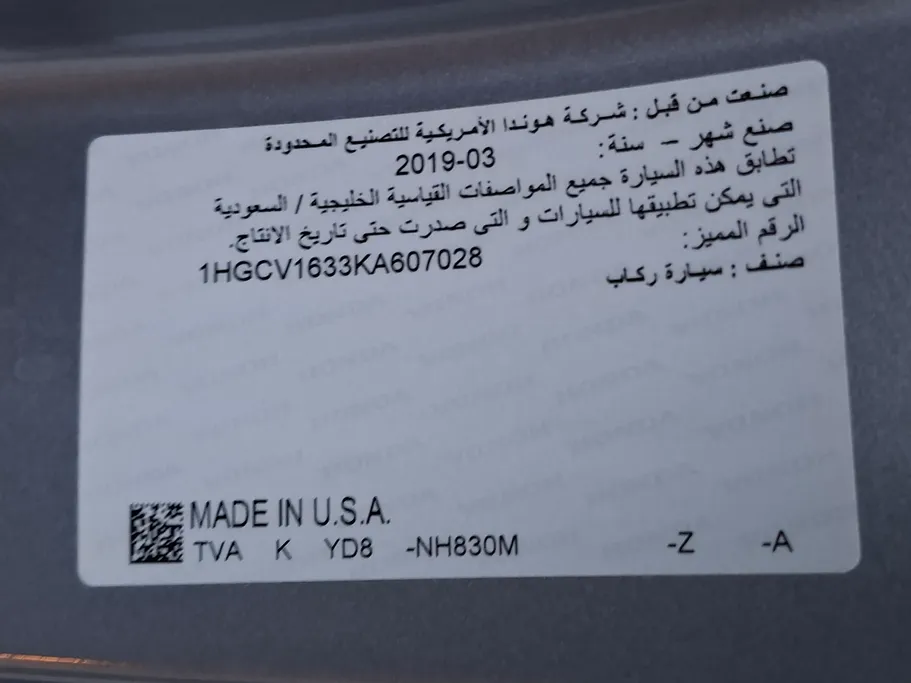 صنعت من قبل : شركة هوندا الأمريكية للتصنيع المحدودة
صنع شهر – سنة: 2019-03
تطابق هذه السيارة جميع المواصفات القياسية الخليجية / السعودية
التي يمكن تطبيقها للسيارات و التي صدرت حتى تاريخ الانتاج.
الرقم المميز: 1HGCV1633KA607028
صنف : سيارة ركاب
MADE IN U.S.A.
TVA K YD8 -NH830M -Z -A